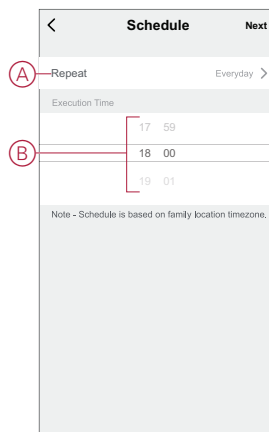 Schedule Next
A Repeat Everyday
Execution Time
17 59
B 18 00
19 01
Note - Schedule is based on family location timezone.